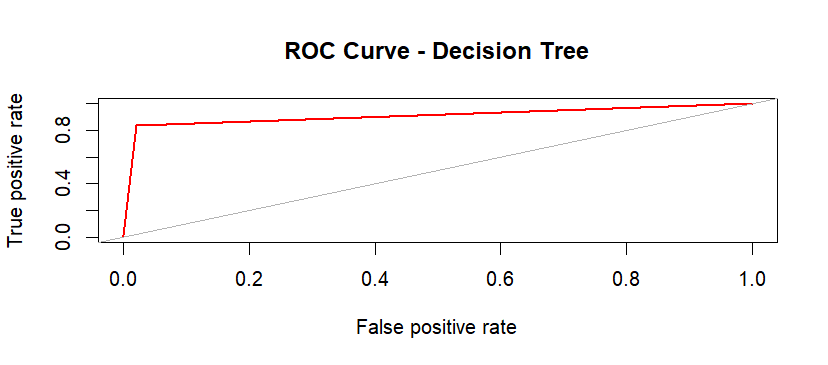 ROC Curve - Decision Tree
True positive rate
0.8
0.4
0.0
0.0 0.2 0.4 0.6 0.8 1.0
False positive rate